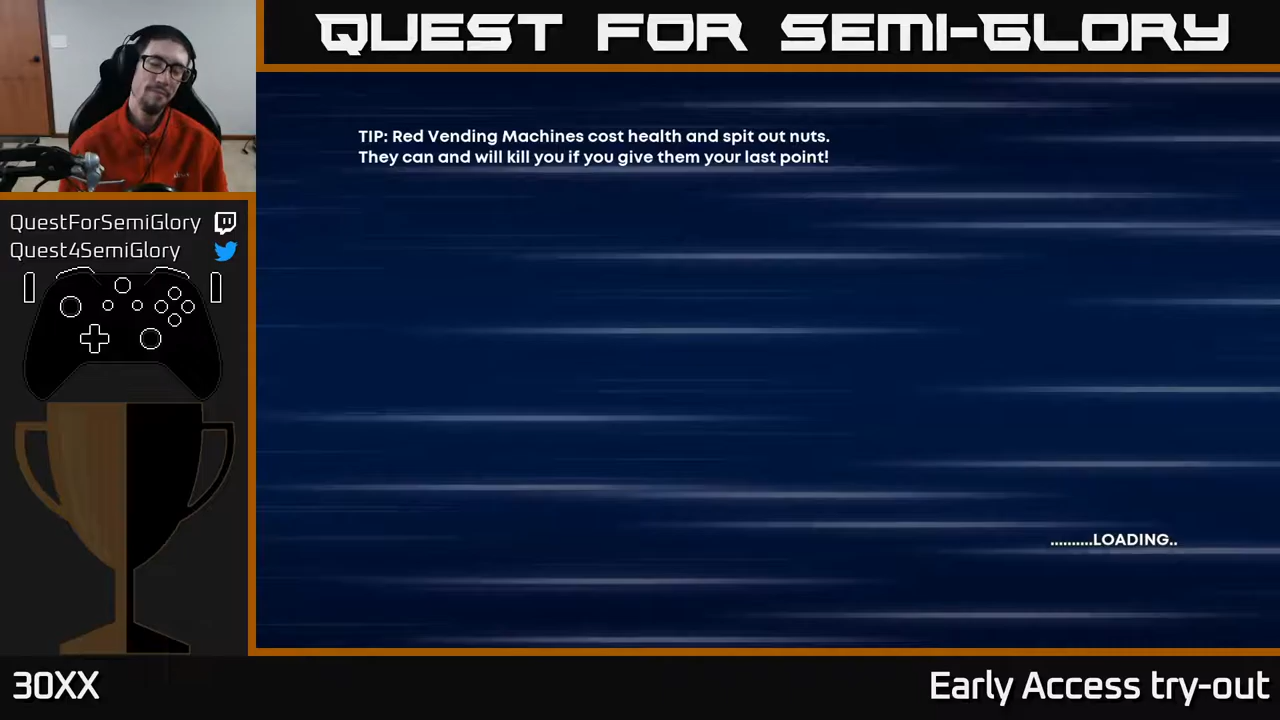 QUEST FOR SEMI-GLORY
TIP: Red Vending Machines cost health and spit out nuts.
They can and will kill you if you give them your last point!
QuestForSemiGlory
Quest4SemiGlory
..........LOADING..
30XX
Early Access try-out